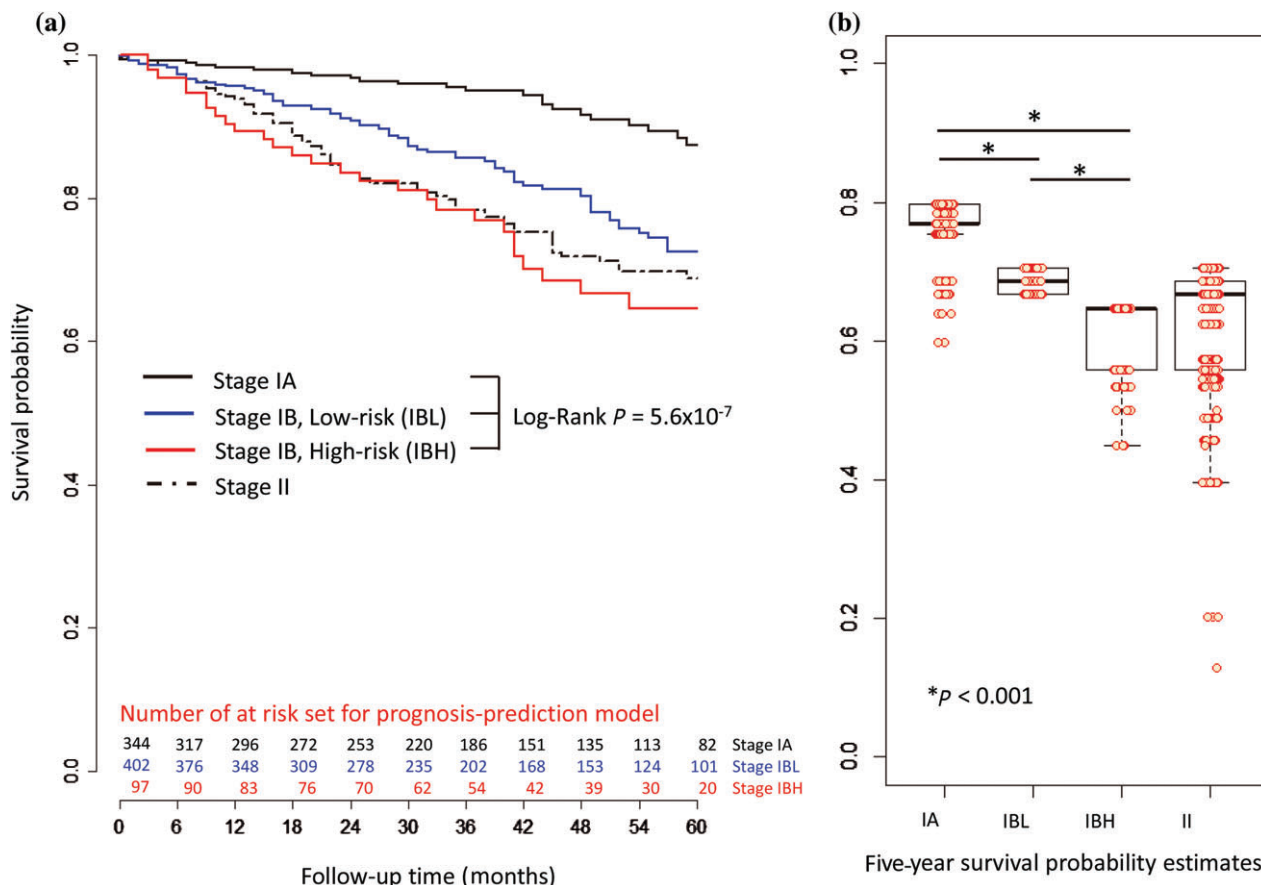 (a)
Survival probability
1.0
0.8
0.6
0.4
0.2
0.0
Stage IA
Stage IB, Low-risk (IBL)
Stage IB, High-risk (IBH)
Stage II
Log-Rank P = 5.6x10-7
Number of at risk set for prognosis-prediction model
344 317 296 272 253 220 186 151 135 113 82 Stage IA
402 376 348 309 278 235 202 168 153 124 101 Stage IBL
97 90 83 76 70 62 54 42 39 30 20 Stage IBH
0 6 12 18 24 30 36 42 48 54 60
Follow-up time (months)
(b)
1.0
0.8
0.6
0.4
0.2
0.0
*
*
*
*P < 0.001
IA IBL IBH II
Five-year survival probability estimates